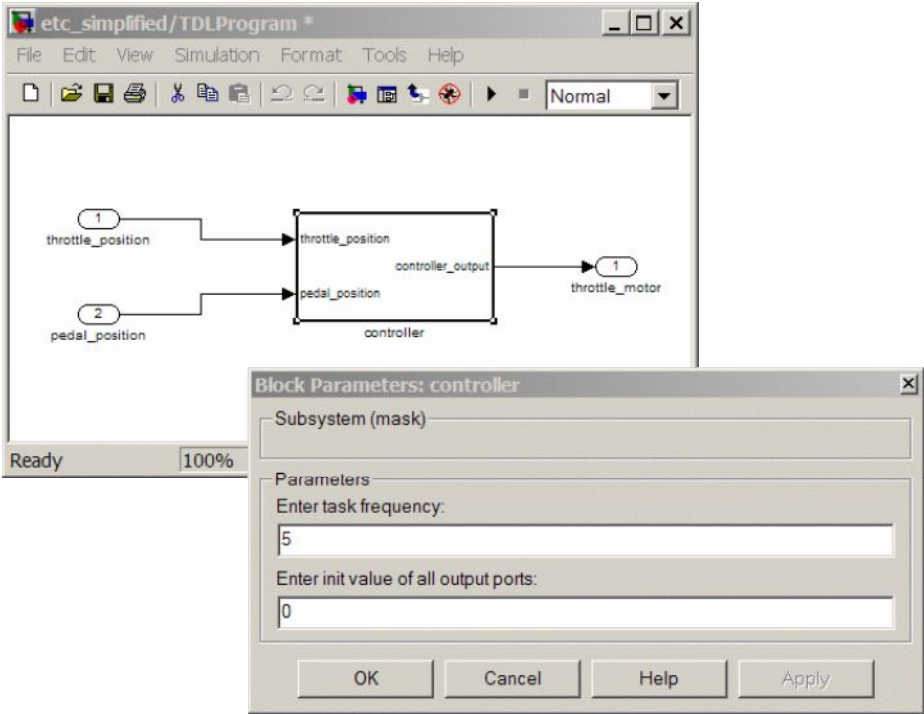 etc_simplified/TDLProgram *
File Edit View Simulation Format Tools Help
Normal
1
throttle_position
throttle_position
controller_output
1
throttle_motor
2
pedal_position
pedal_position
controller
Ready 100%
Block Parameters: controller
Subsystem (mask)
Parameters
Enter task frequency:
5
Enter init value of all output ports:
0
OK Cancel Help Apply